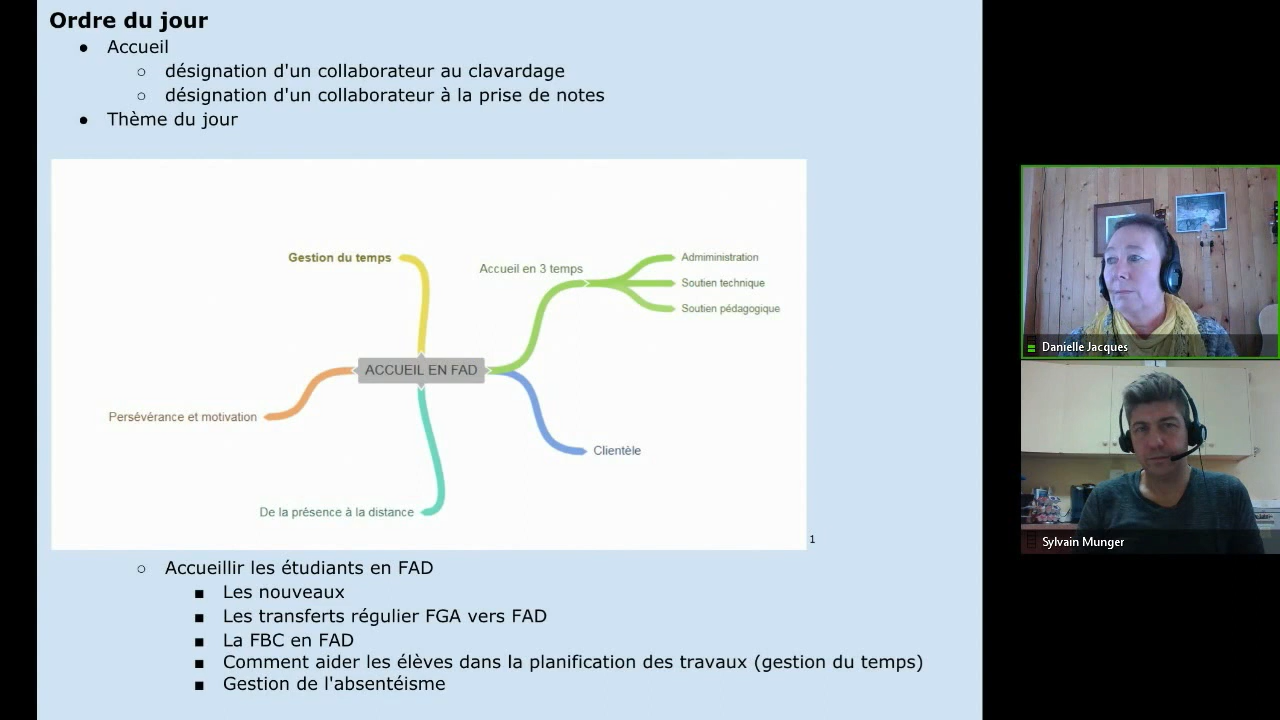 Ordre du jour
● Accueil
○ désignation d'un collaborateur au clavardage
○ désignation d'un collaborateur à la prise de notes
● Thème du jour
Gestion du temps
Accueil en 3 temps
Admiministration
Soutien technique
Soutien pédagogique
ACCUEIL EN FAD
Persévérance et motivation
Clientèle
De la présence à la distance
1
○ Accueillir les étudiants en FAD
■ Les nouveaux
■ Les transferts régulier FGA vers FAD
■ La FBC en FAD
■ Comment aider les élèves dans la planification des travaux (gestion du temps)
■ Gestion de l'absentéisme
Danielle Jacques
Sylvain Munger